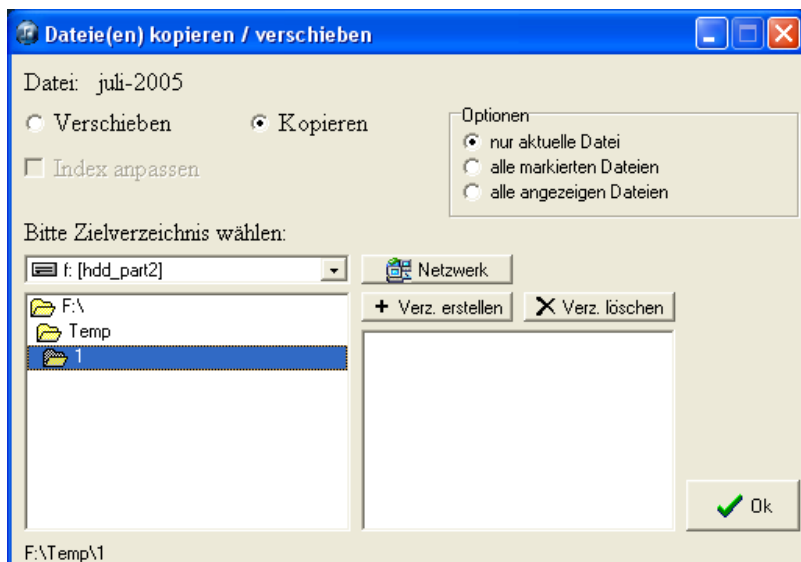 Dateie(en) kopieren / verschieben
Datei: juli-2005
Verschieben
Kopieren
Index anpassen
Optionen
nur aktuelle Datei
alle markierten Dateien
alle angezeigen Dateien
Bitte Zielverzeichnis wählen:
f: [hdd_part2]
Netzwerk
Verz. erstellen
Verz. löschen
F:\
Temp
1
Ok
F:\Temp\1